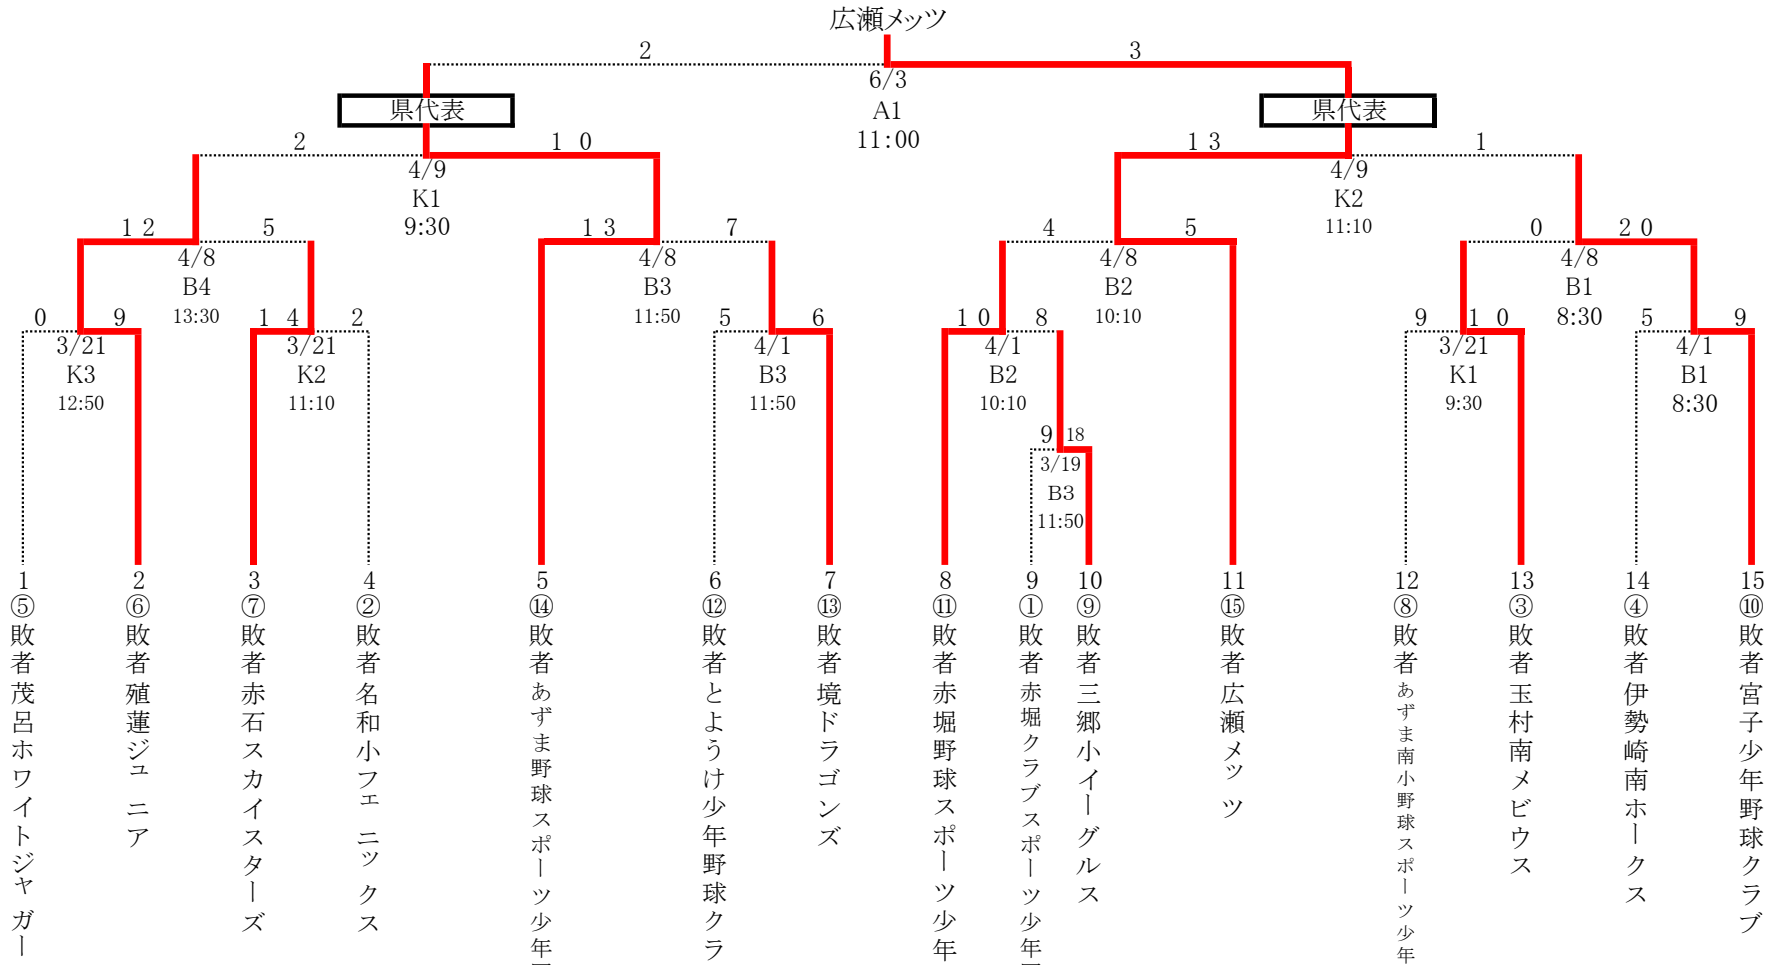 広瀬メッツ
2
3
6/3
A1
11:00
県代表
県代表
2
10
13
1
4/9
K1
9:30
4/9
K2
11:10
12
5
13
7
4
5
0
20
4/8
B4
13:30
4/8
B3
11:50
4/8
B2
10:10
4/8
B1
8:30
0
9
14
2
5
6
10
8
9
10
5
9
3/21
K3
12:50
3/21
K2
11:10
4/1
B3
11:50
4/1
B2
10:10
3/21
K1
9:30
4/1
B1
8:30
9
18
3/19
B3
11:50
1
⑤敗者茂呂ホワイトジャガー
2
⑥敗者殖蓮ジュニア
3
⑦敗者赤石スカイスターズ
4
②敗者名和小フェニックス
5
⑭敗者あずま野球スポーツ少年
6
⑫敗者とようけ少年野球クラ
7
⑬敗者境ドラゴンズ
8
⑪敗者赤堀野球スポーツ少年
9
①敗者赤堀クラブスポーツ少年
10
⑨敗者三郷小イーグルス
11
⑮敗者広瀬メッツ
12
⑧敗者あずま南小野球スポーツ少年
13
③敗者玉村南メビウス
14
④敗者伊勢崎南ホークス
15
⑩敗者宮子少年野球クラブ